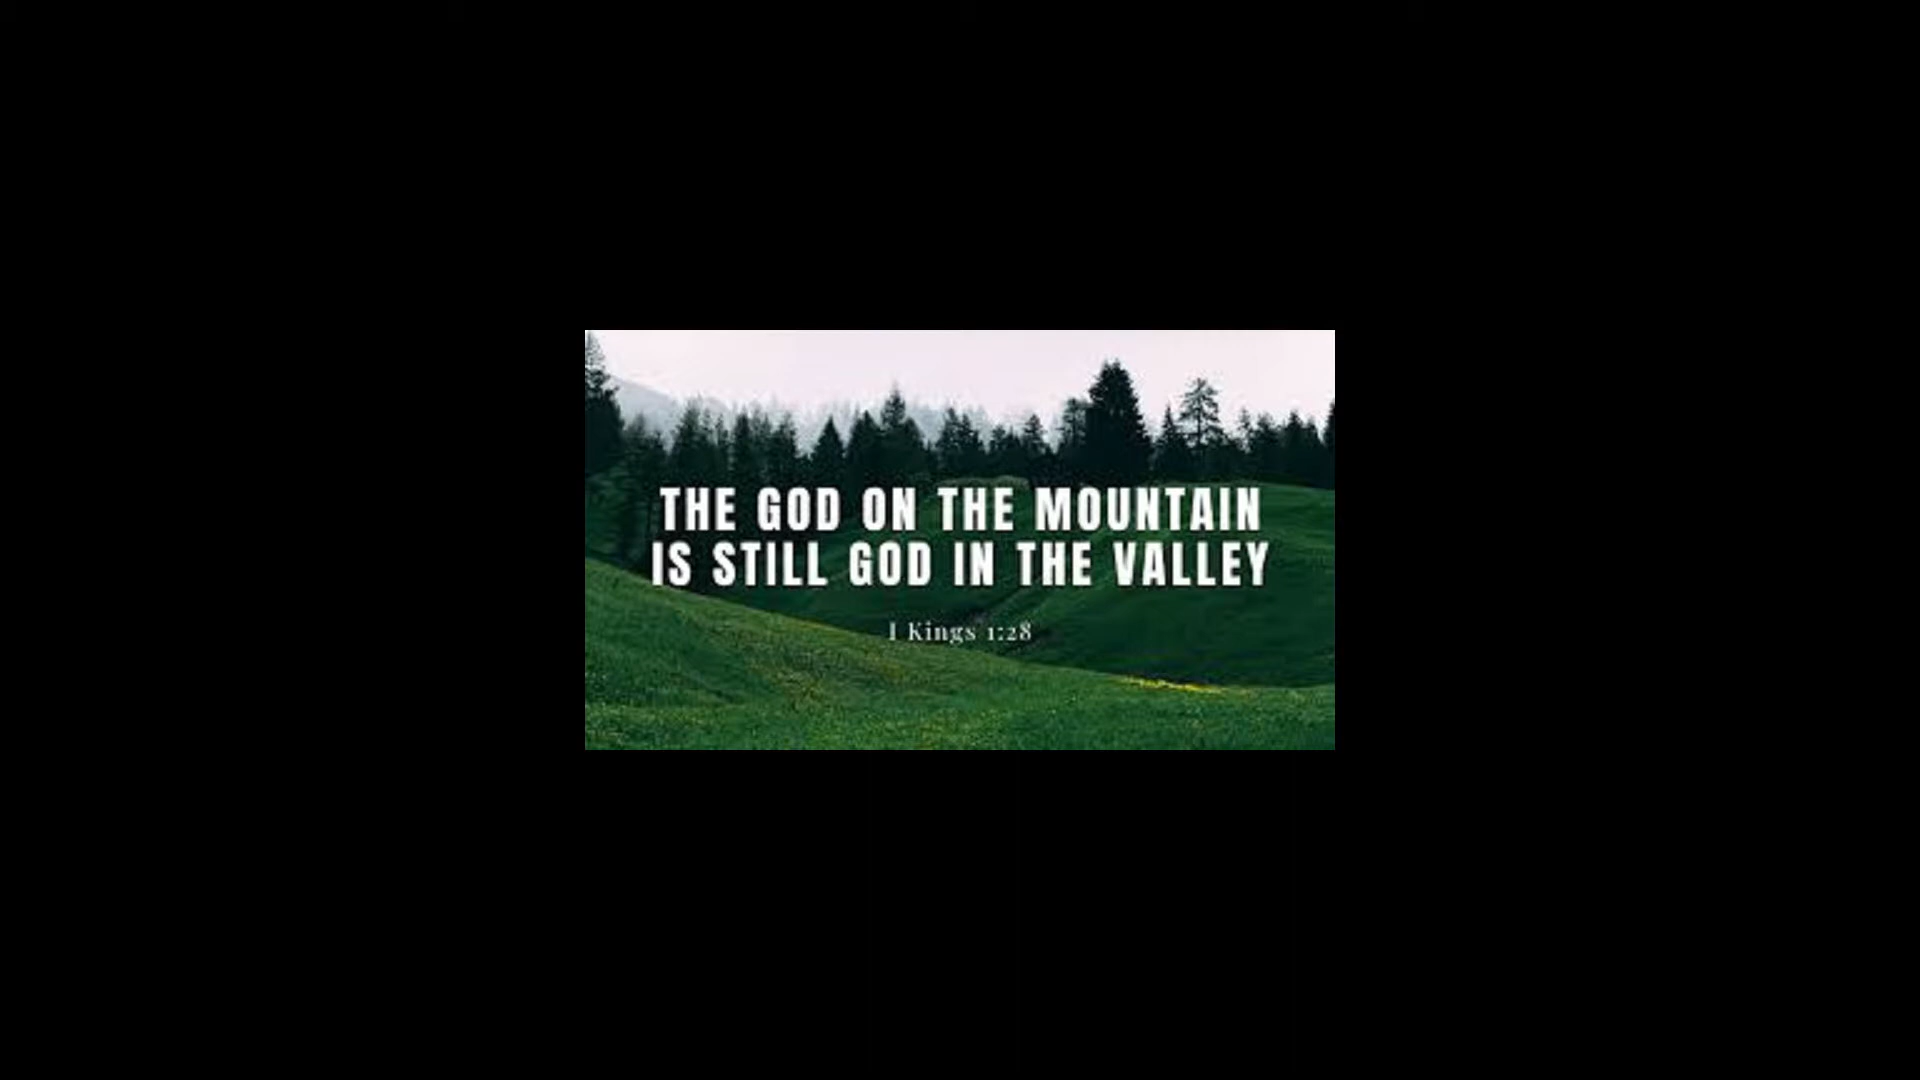 THE GOD ON THE MOUNTAIN
IS STILL GOD IN THE VALLEY
I Kings 1:28